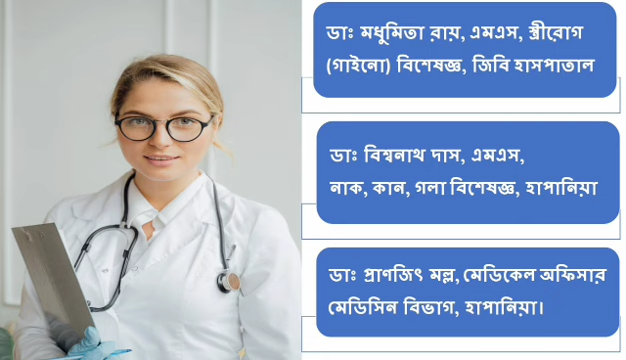 ডাঃ মধুমিতা রায়, এমএস, স্ত্রীরোগ
(গাইনো) বিশেষজ্ঞ, জিবি হাসপাতাল
ডাঃ বিশ্বনাথ দাস, এমএস,
নাক, কান, গলা বিশেষজ্ঞ, হাপানিয়া
ডাঃ প্রাণজিৎ মল্ল, মেডিকেল অফিসার
মেডিসিন বিভাগ, হাপানিয়া।